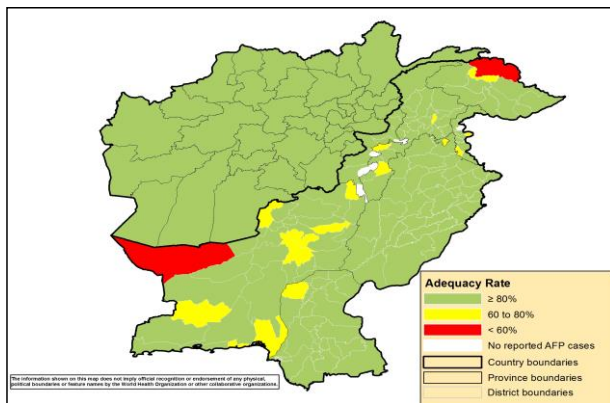 Adequacy Rate
≥ 80%
60 to 80%
< 60%
No reported AFP cases
Country boundaries
Province boundaries
District boundaries
The information shown on this map does not imply official recognition or endorsement of any physical,
political boundaries or feature names by the World Health Organization or other collaborative organizations.